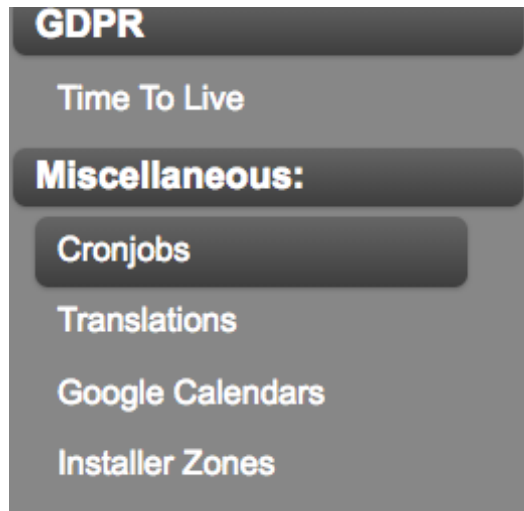 GDPR
Time To Live
Miscellaneous:
Cronjobs
Translations
Google Calendars
Installer Zones